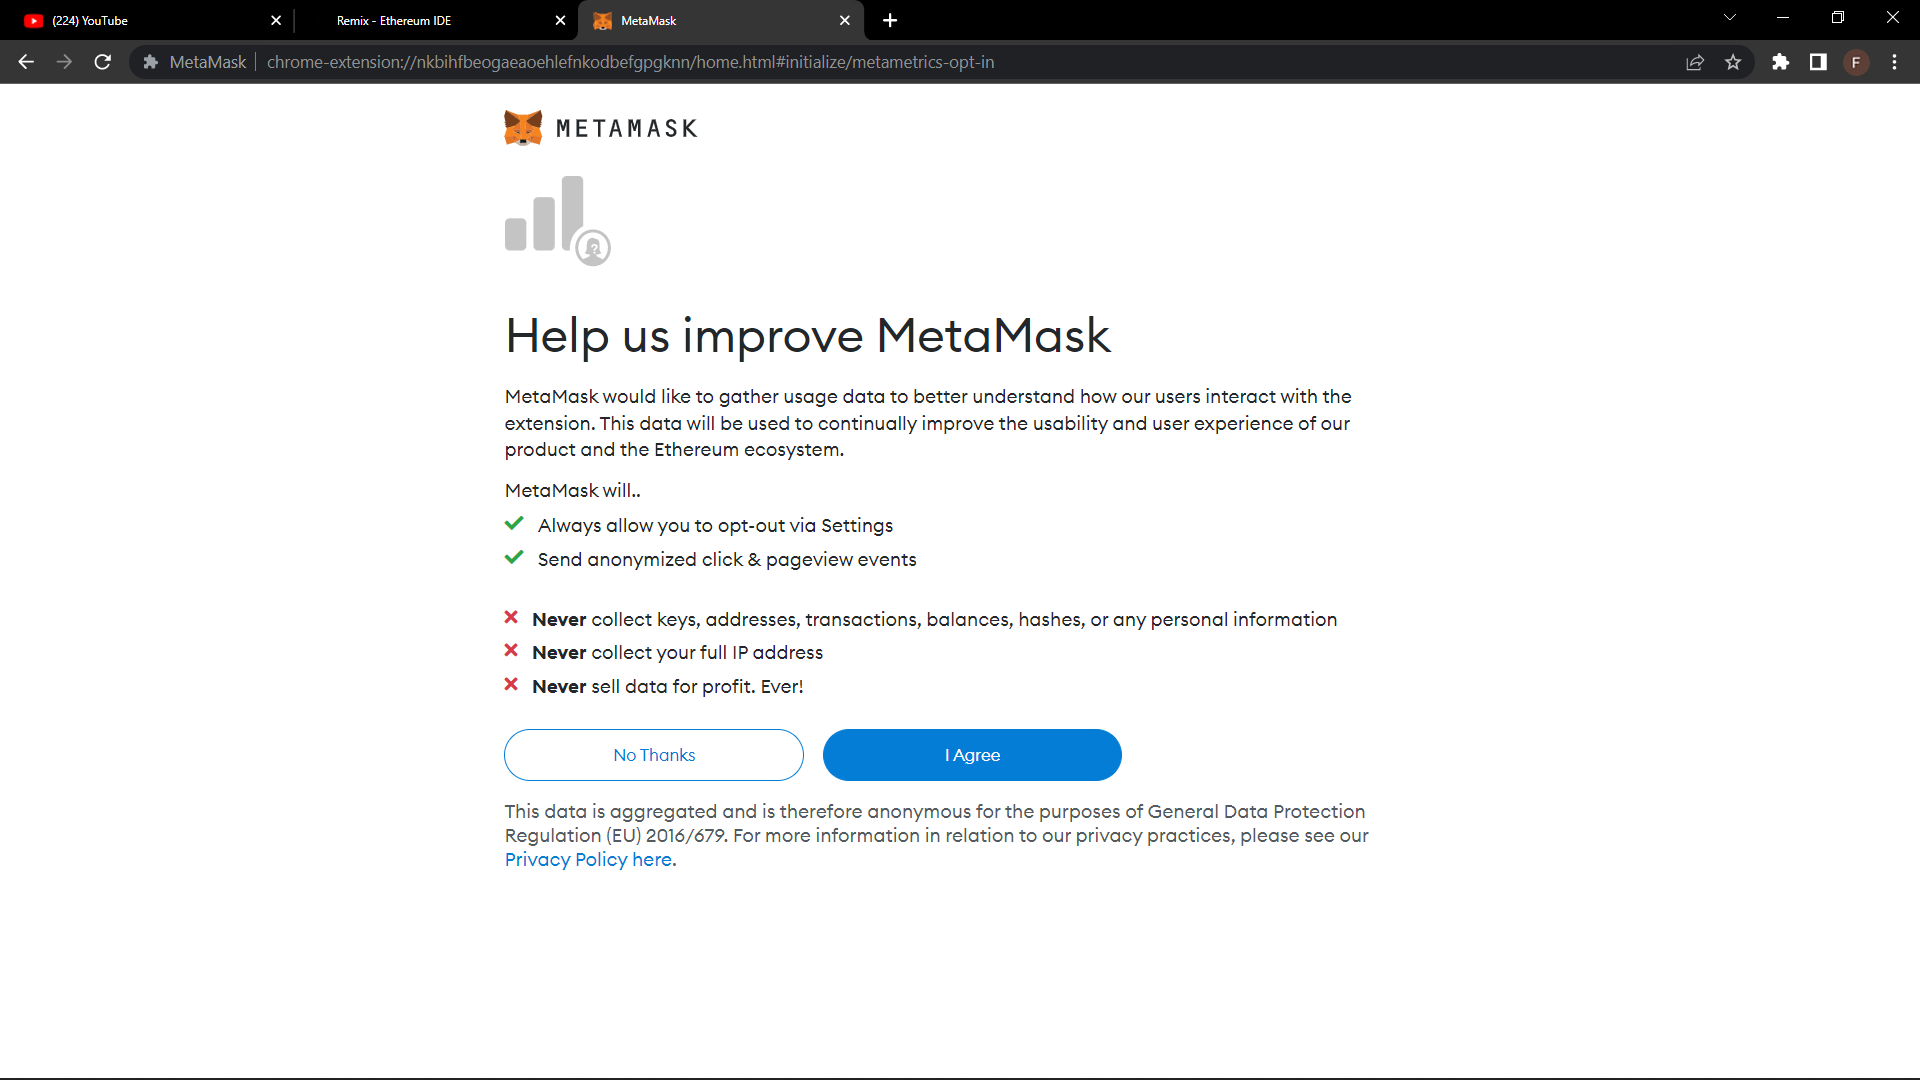 (224) YouTube
Remix - Ethereum IDE
MetaMask
MetaMask
chrome-extension://nkbihfbeogaeaoehlefnkodbefgpgknn/home.html#initialize/metametrics-opt-in
F
METAMASK
?
Help us improve MetaMask
MetaMask would like to gather usage data to better understand how our users interact with the
extension. This data will be used to continually improve the usability and user experience of our
product and the Ethereum ecosystem.
MetaMask will..
Always allow you to opt-out via Settings
Send anonymized click & pageview events
Never collect keys, addresses, transactions, balances, hashes, or any personal information
Never collect your full IP address
Never sell data for profit. Ever!
No Thanks
I Agree
This data is aggregated and is therefore anonymous for the purposes of General Data Protection
Regulation (EU) 2016/679. For more information in relation to our privacy practices, please see our
Privacy Policy here.